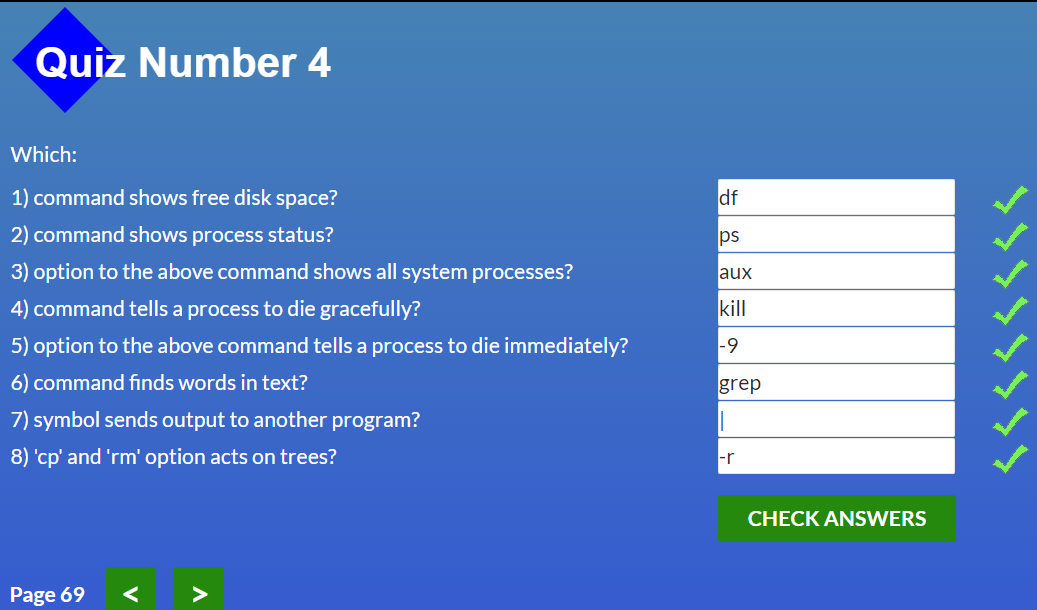 Quiz Number 4
Which:
1) command shows free disk space? df
2) command shows process status? ps
3) option to the above command shows all system processes? aux
4) command tells a process to die gracefully? kill
5) option to the above command tells a process to die immediately? -9
6) command finds words in text? grep
7) symbol sends output to another program? |
8) 'cp' and 'rm' option acts on trees? -r
CHECK ANSWERS
Page 69 < >